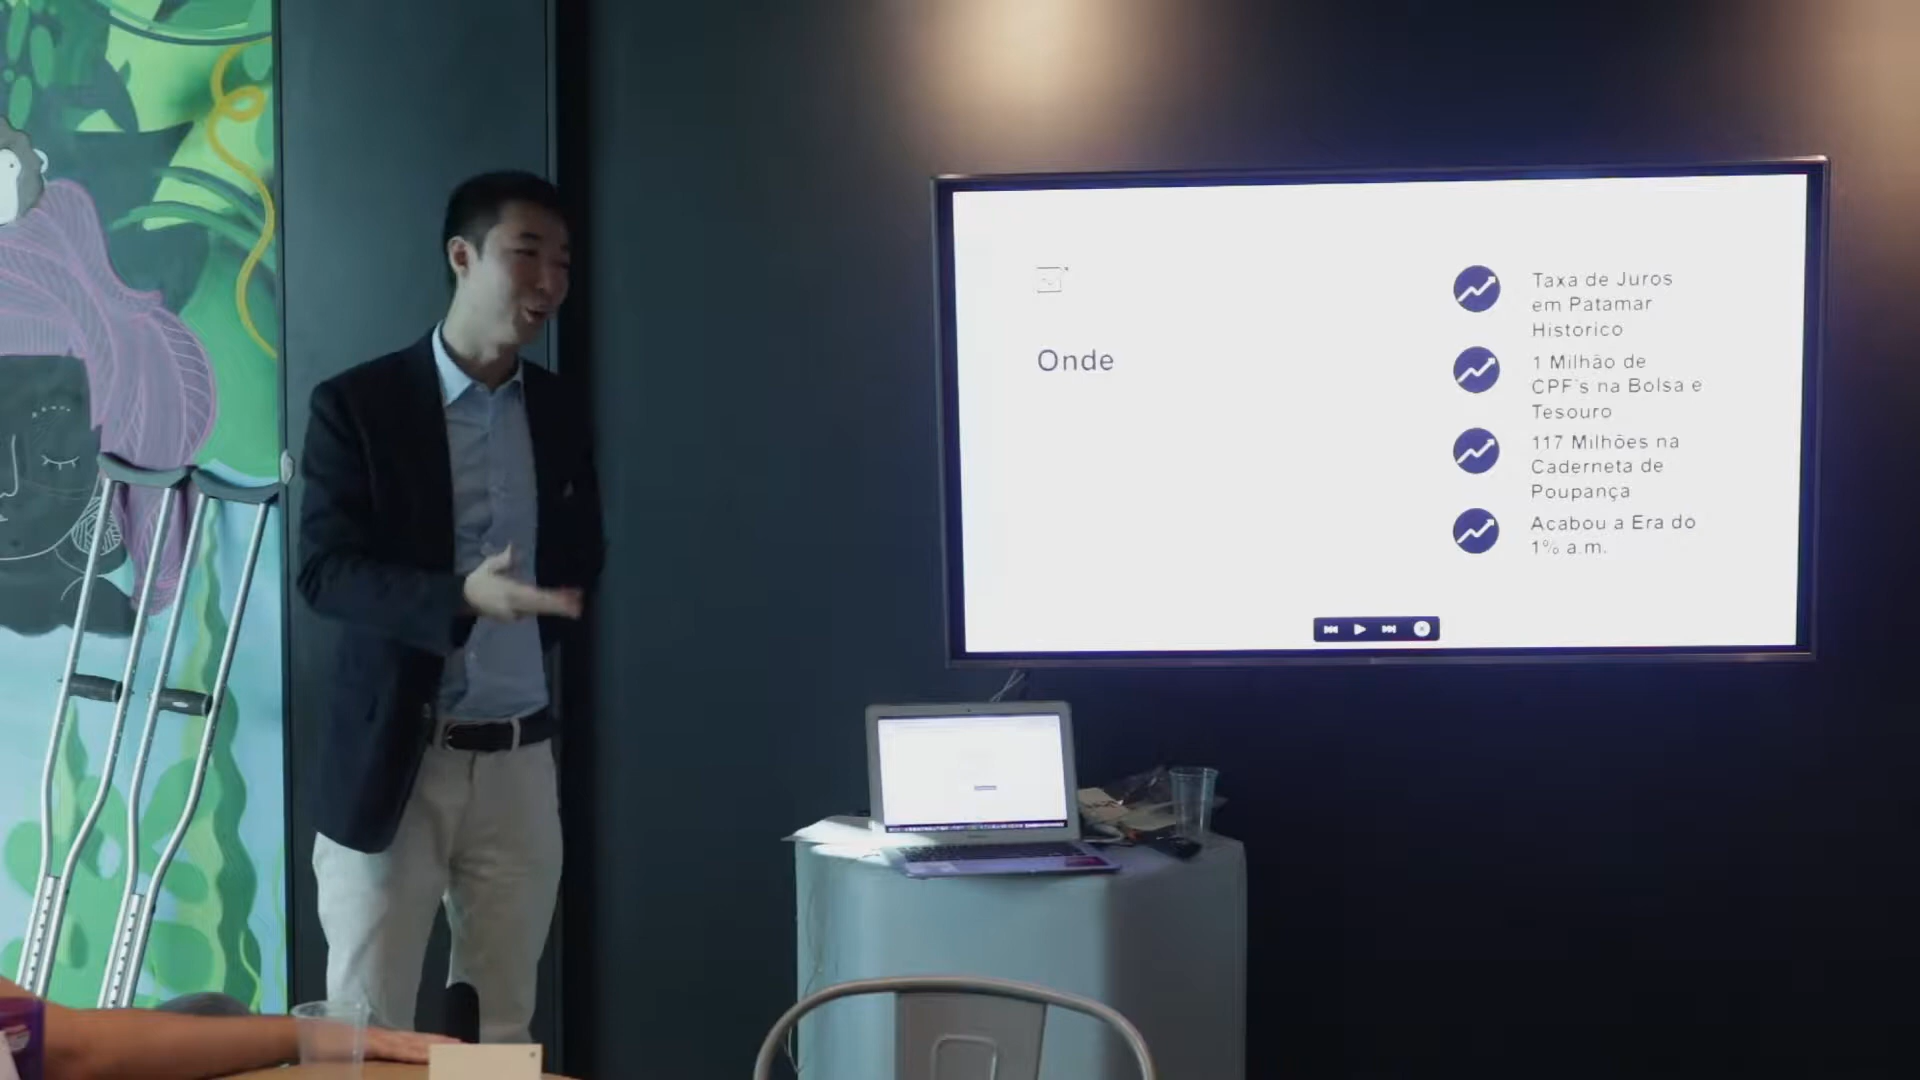 Onde
Taxa de Juros
em Patamar
Historico
1 Milhão de
CPF's na Bolsa e
Tesouro
117 Milhões na
Caderneta de
Poupança
Acabou a Era do
1% a.m.